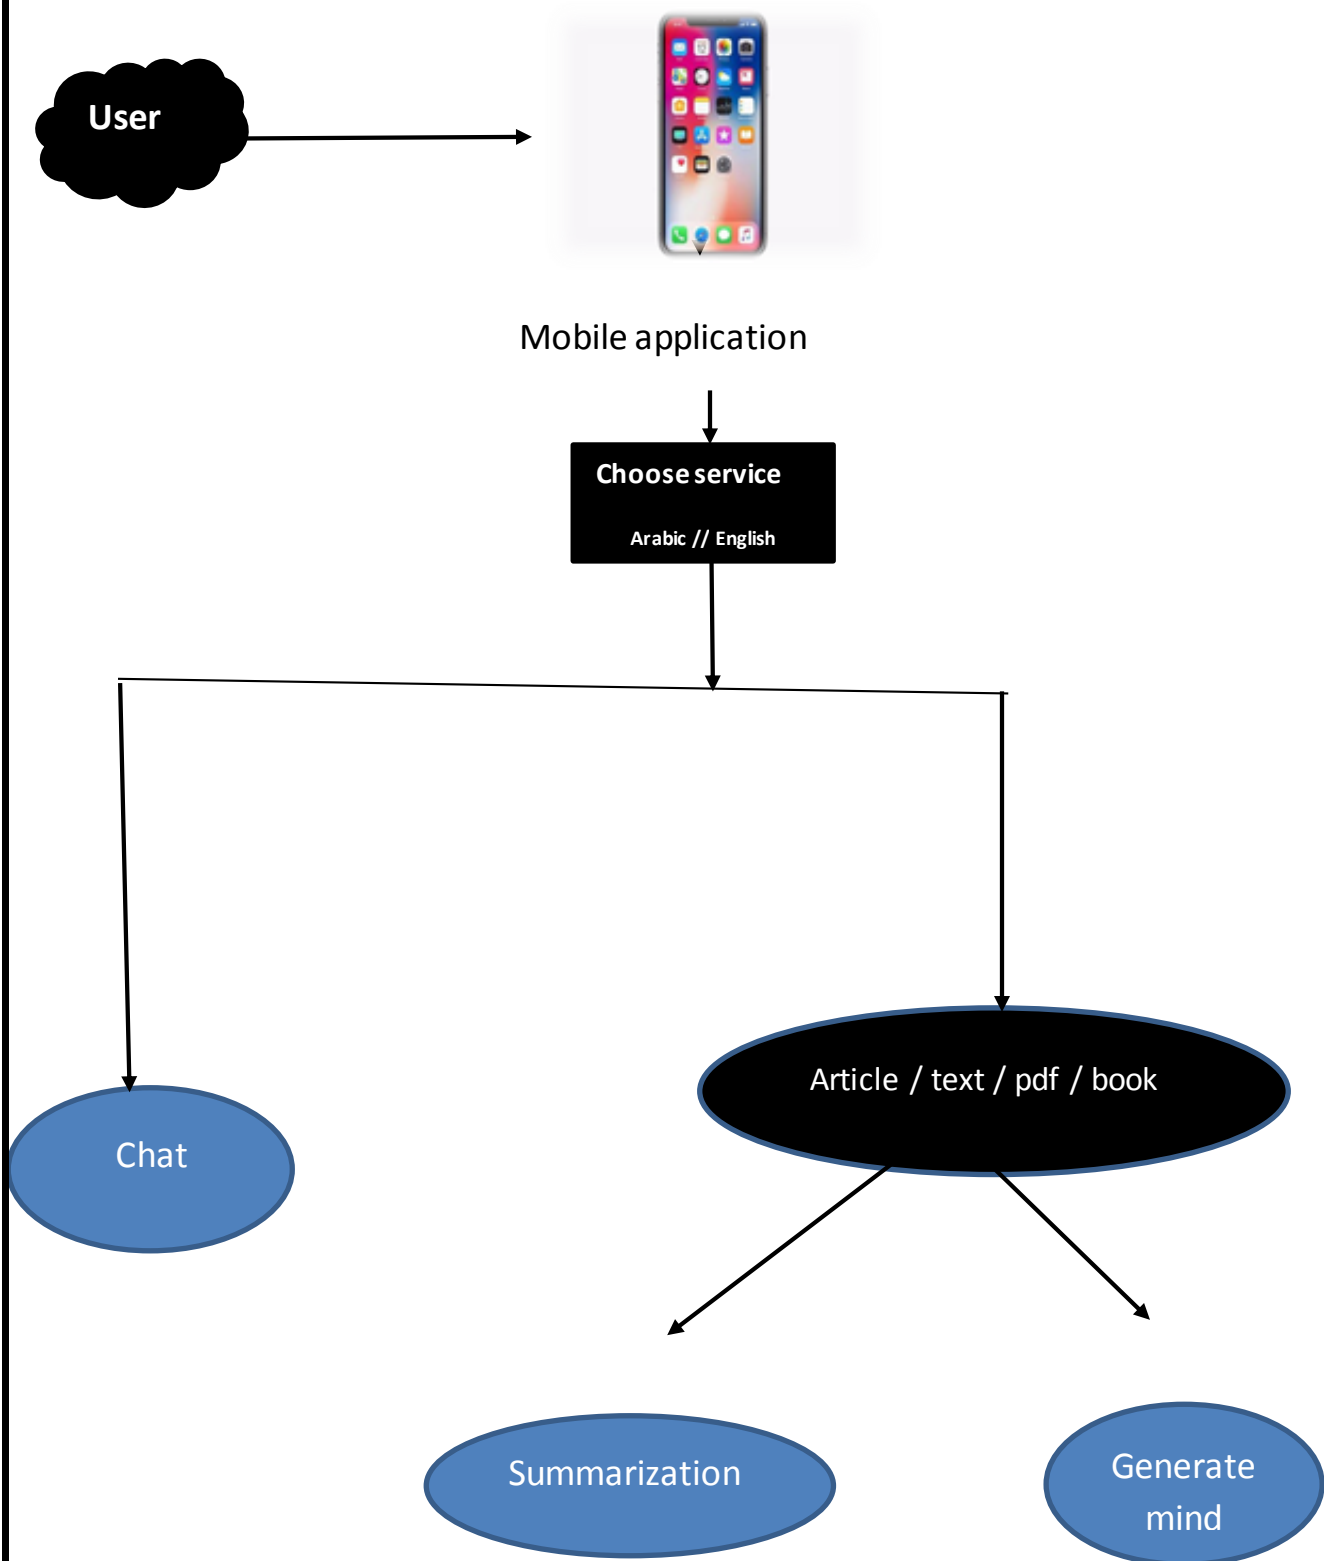 User
Mobile application
Choose service
Arabic // English
Article / text / pdf / book
Chat
Summarization
Generate
mind